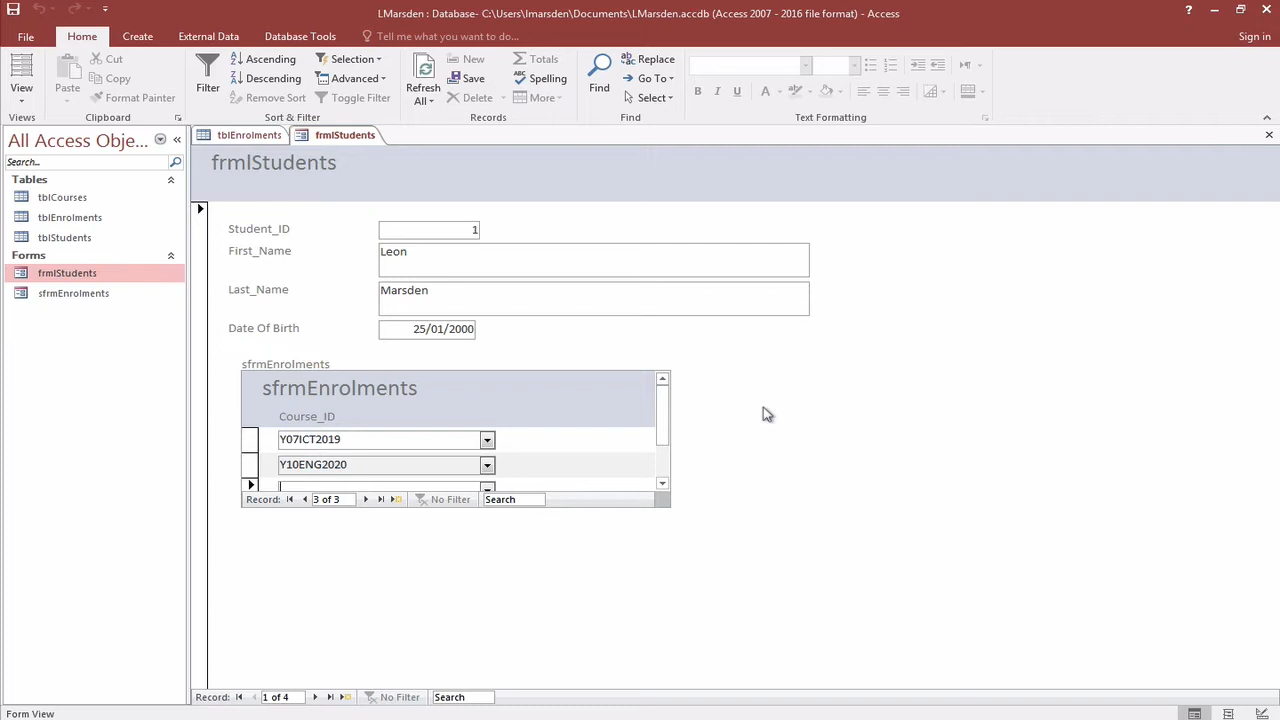 LMarsden : Database- C:\Users\lmarsden\Documents\LMarsden.accdb (Access 2007 - 2016 file format) - Access
?
File Home Create External Data Database Tools Tell me what you want to do... Sign in
View
Views
Paste
Cut
Copy
Format Painter
Clipboard
Filter
Ascending
Descending
Remove Sort
Selection
Advanced
Toggle Filter
Sort & Filter
Refresh
All
New
Save
Delete
Totals
Spelling
More
Records
Find
Replace
Go To
Select
Find
B I U A
Text Formatting
All Access Obje...
Search...
Tables
tblCourses
tblEnrolments
tblStudents
Forms
frmlStudents
sfrmEnrolments
tblEnrolments frmlStudents
frmlStudents
Student_ID 1
First_Name Leon
Last_Name Marsden
Date Of Birth 25/01/2000
sfrmEnrolments
sfrmEnrolments
Course_ID
Y07ICT2019
Y10ENG2020
Record: 3 of 3 No Filter Search
Record: 1 of 4 No Filter Search
Form View